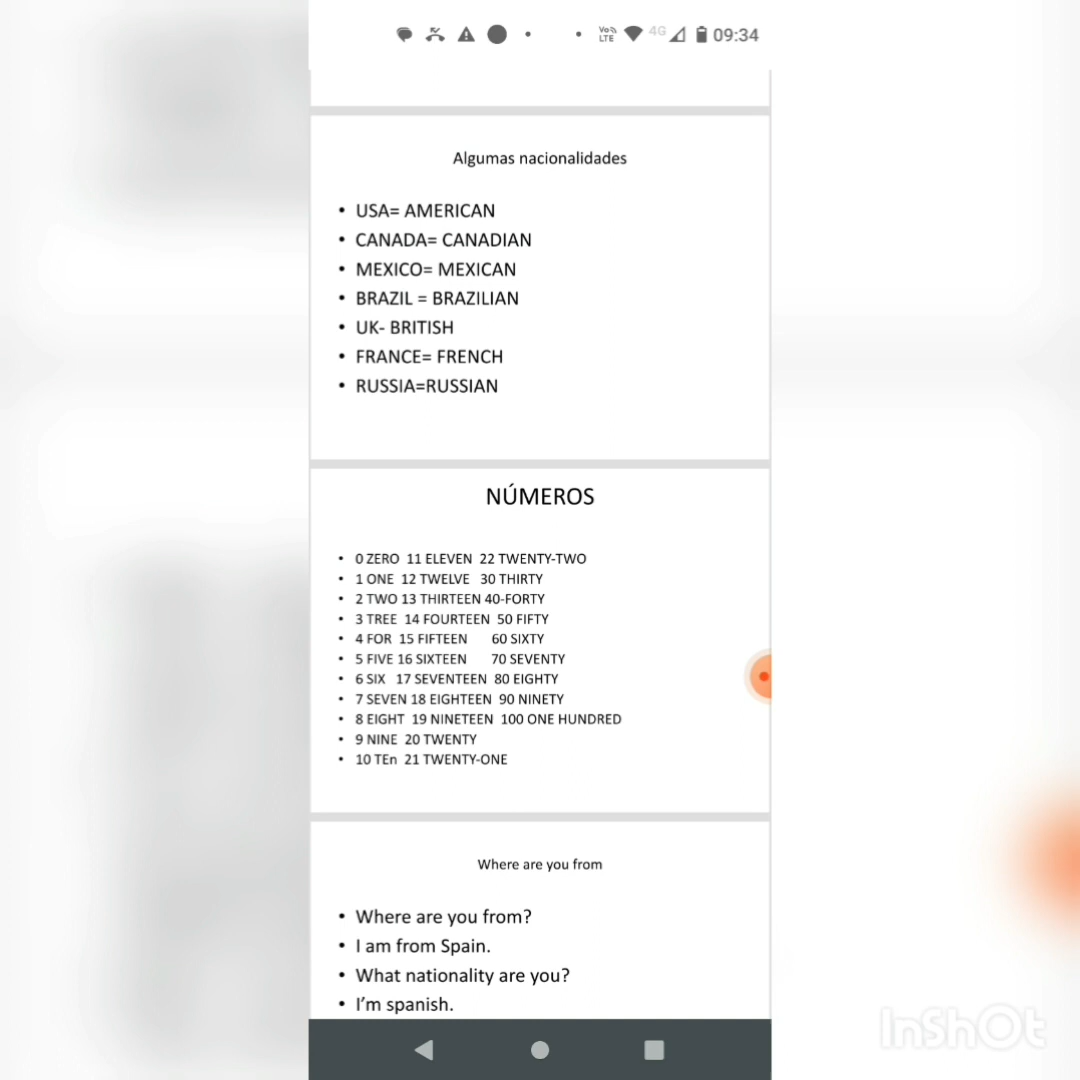 Vo) LTE 4G 09:34
Algumas nacionalidades
• USA= AMERICAN
• CANADA= CANADIAN
• MEXICO= MEXICAN
• BRAZIL = BRAZILIAN
• UK- BRITISH
• FRANCE= FRENCH
• RUSSIA=RUSSIAN
NÚMEROS
• 0 ZERO 11 ELEVEN 22 TWENTY-TWO
• 1 ONE 12 TWELVE 30 THIRTY
• 2 TWO 13 THIRTEEN 40-FORTY
• 3 TREE 14 FOURTEEN 50 FIFTY
• 4 FOR 15 FIFTEEN 60 SIXTY
• 5 FIVE 16 SIXTEEN 70 SEVENTY
• 6 SIX 17 SEVENTEEN 80 EIGHTY
• 7 SEVEN 18 EIGHTEEN 90 NINETY
• 8 EIGHT 19 NINETEEN 100 ONE HUNDRED
• 9 NINE 20 TWENTY
• 10 TEn 21 TWENTY-ONE
Where are you from
• Where are you from?
• I am from Spain.
• What nationality are you?
• I'm spanish.
InShOt